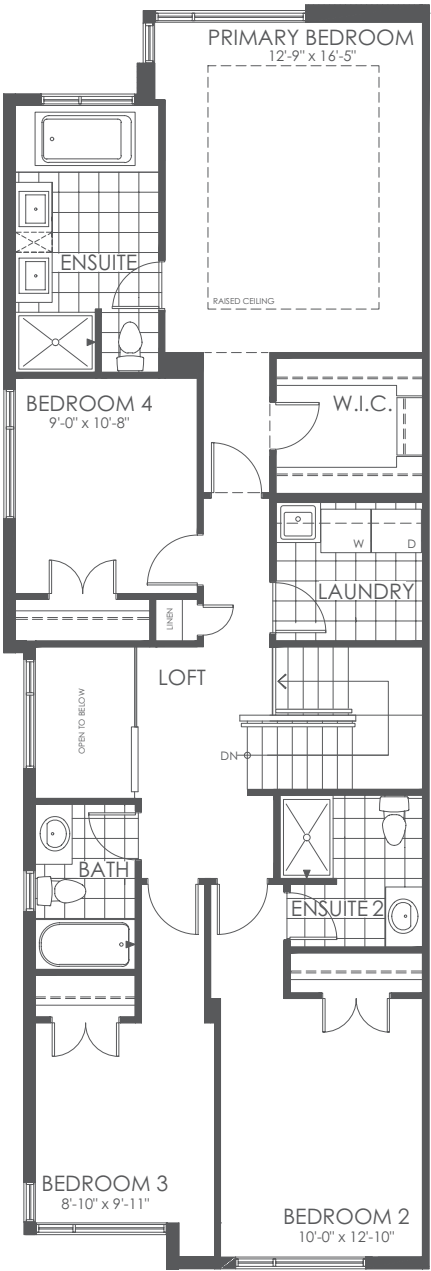 PRIMARY BEDROOM
12'-9" x 16'-5"
ENSUITE
RAISED CEILING
BEDROOM 4
9'-0" x 10'-8"
W.I.C.
W
D
LAUNDRY
LINEN
LOFT
OPEN TO BELOW
DN
BATH
ENSUITE 2
BEDROOM 3
8'-10" x 9'-11"
BEDROOM 2
10'-0" x 12'-10"